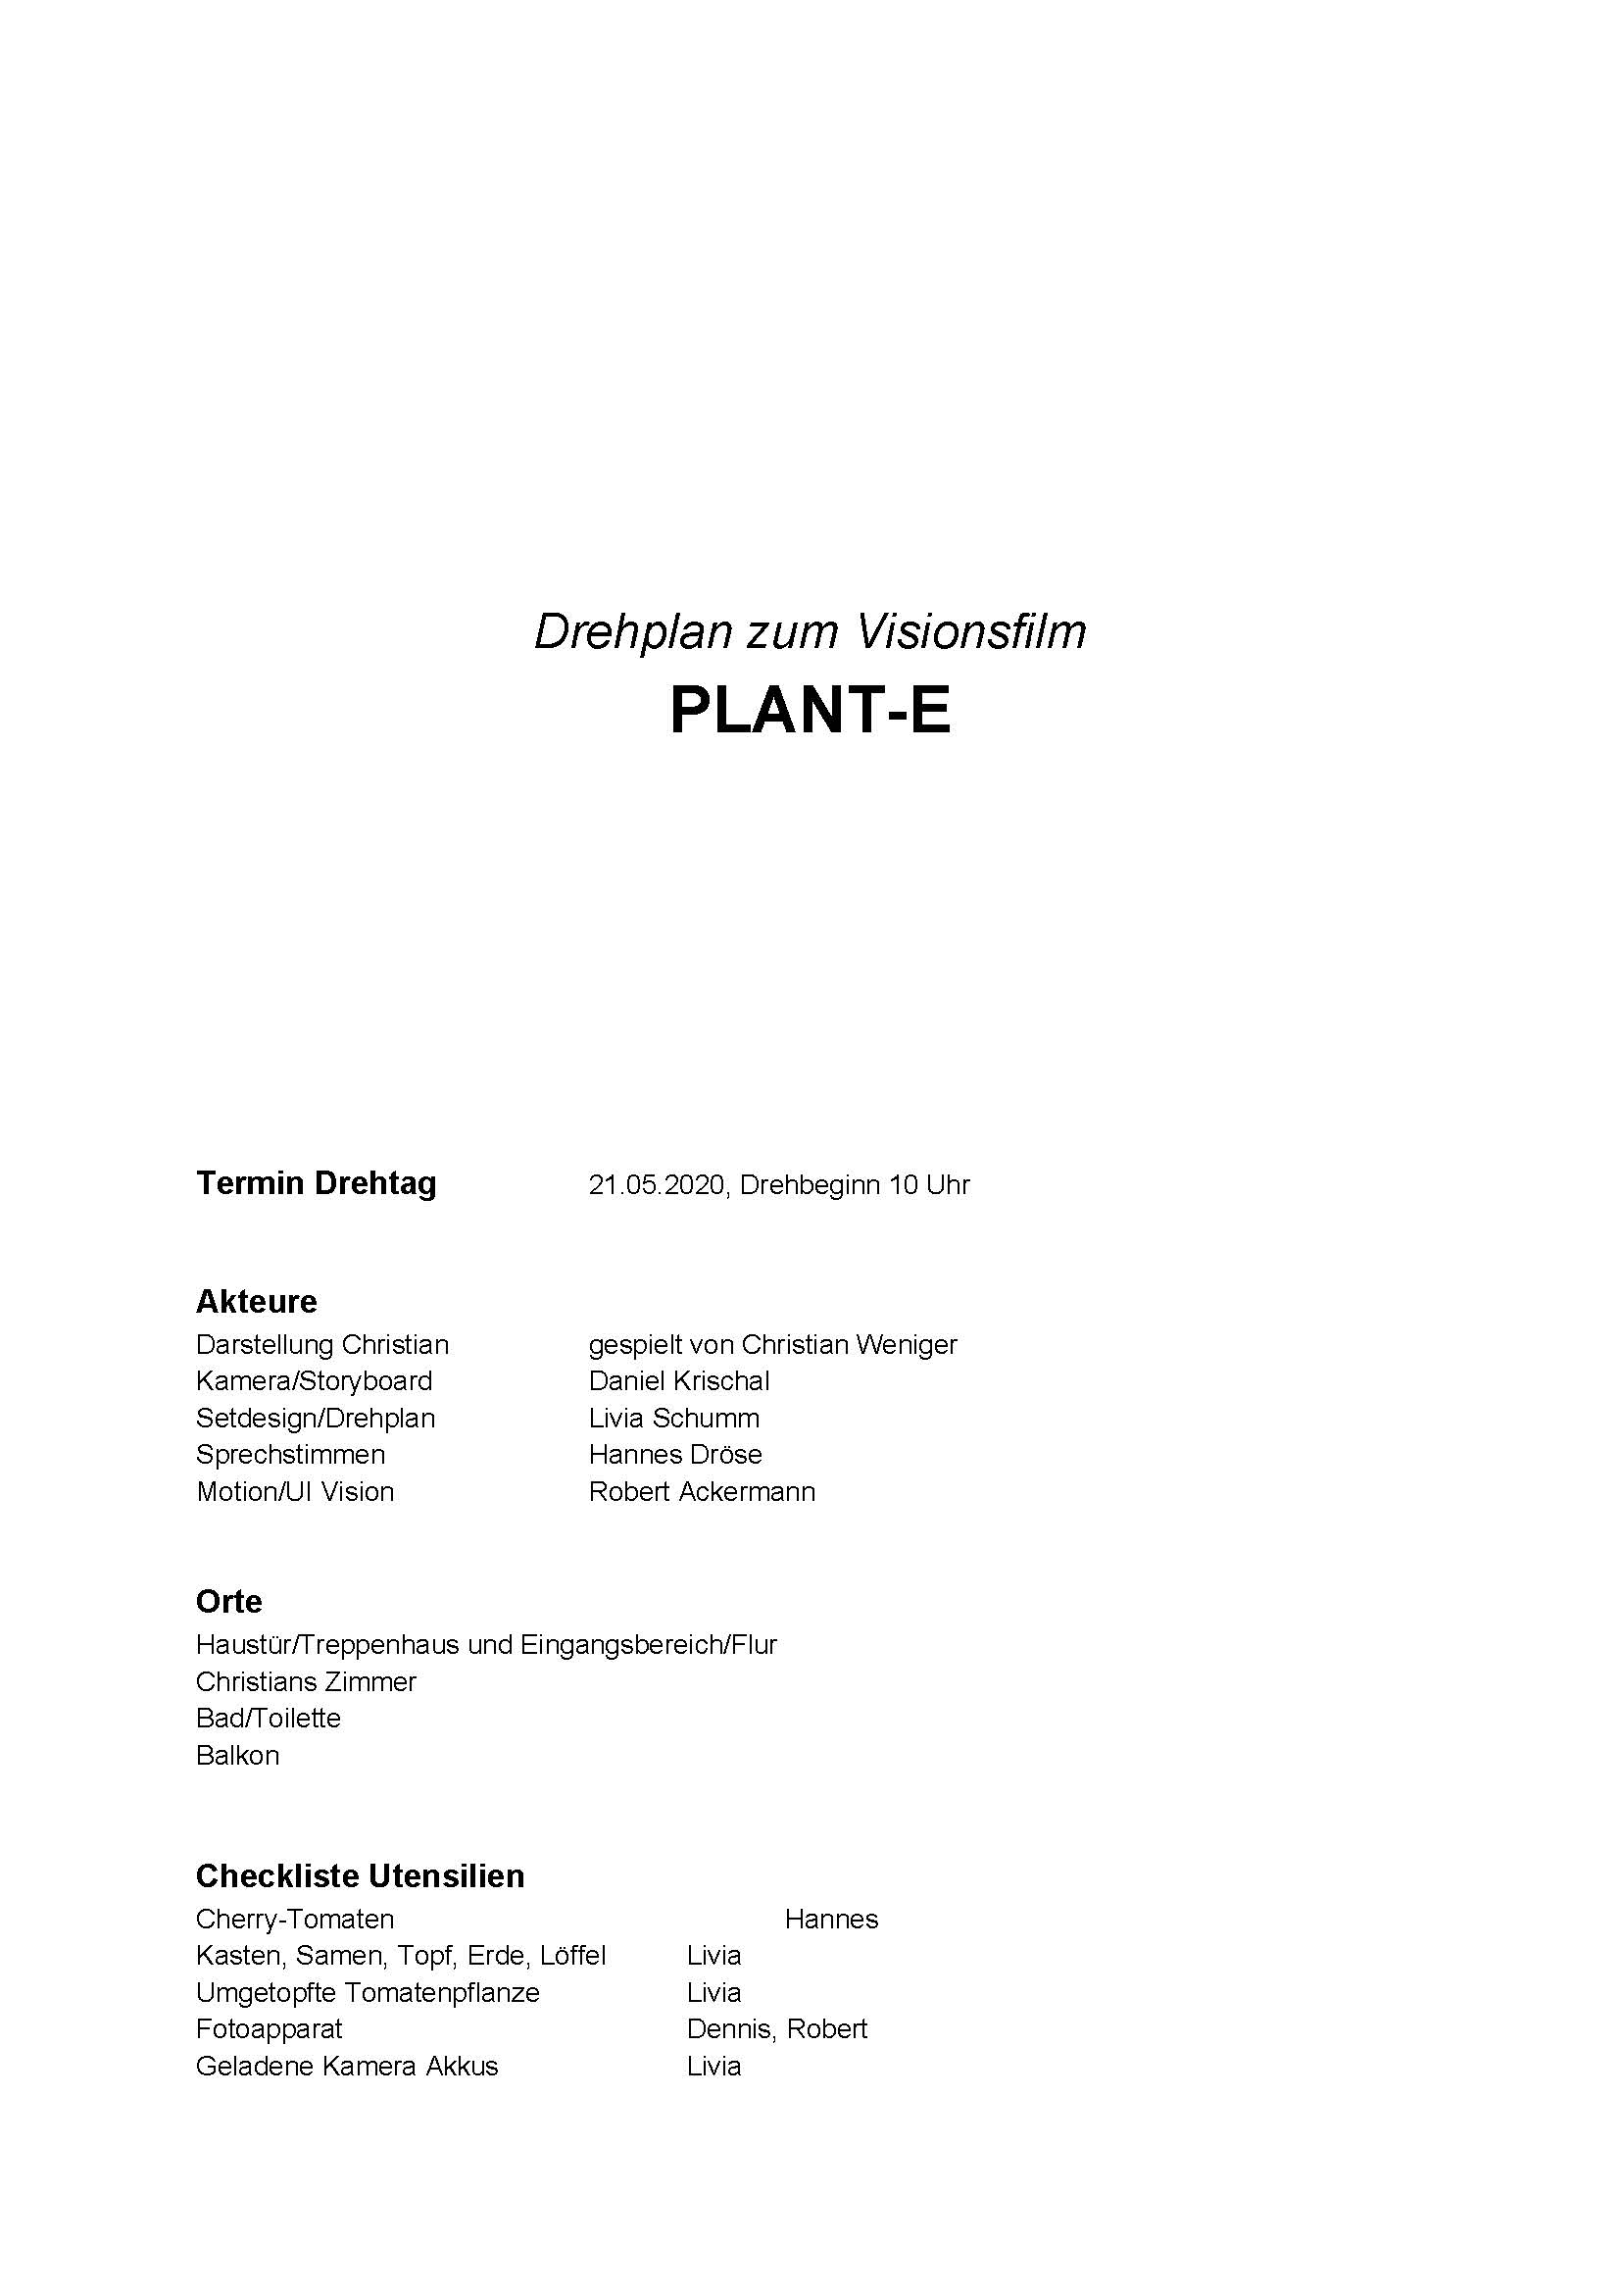 Drehplan zum Visionsfilm
PLANT-E
Termin Drehtag 21.05.2020, Drehbeginn 10 Uhr
Akteure
Darstellung Christian gespielt von Christian Weniger
Kamera/Storyboard Daniel Krischal
Setdesign/Drehplan Livia Schumm
Sprechstimmen Hannes Dröse
Motion/UI Vision Robert Ackermann
Orte
Haustür/Treppenhaus und Eingangsbereich/Flur
Christians Zimmer
Bad/Toilette
Balkon
Checkliste Utensilien
Cherry-Tomaten Hannes
Kasten, Samen, Topf, Erde, Löffel Livia
Umgetopfte Tomatenpflanze Livia
Fotoapparat Dennis, Robert
Geladene Kamera Akkus Livia